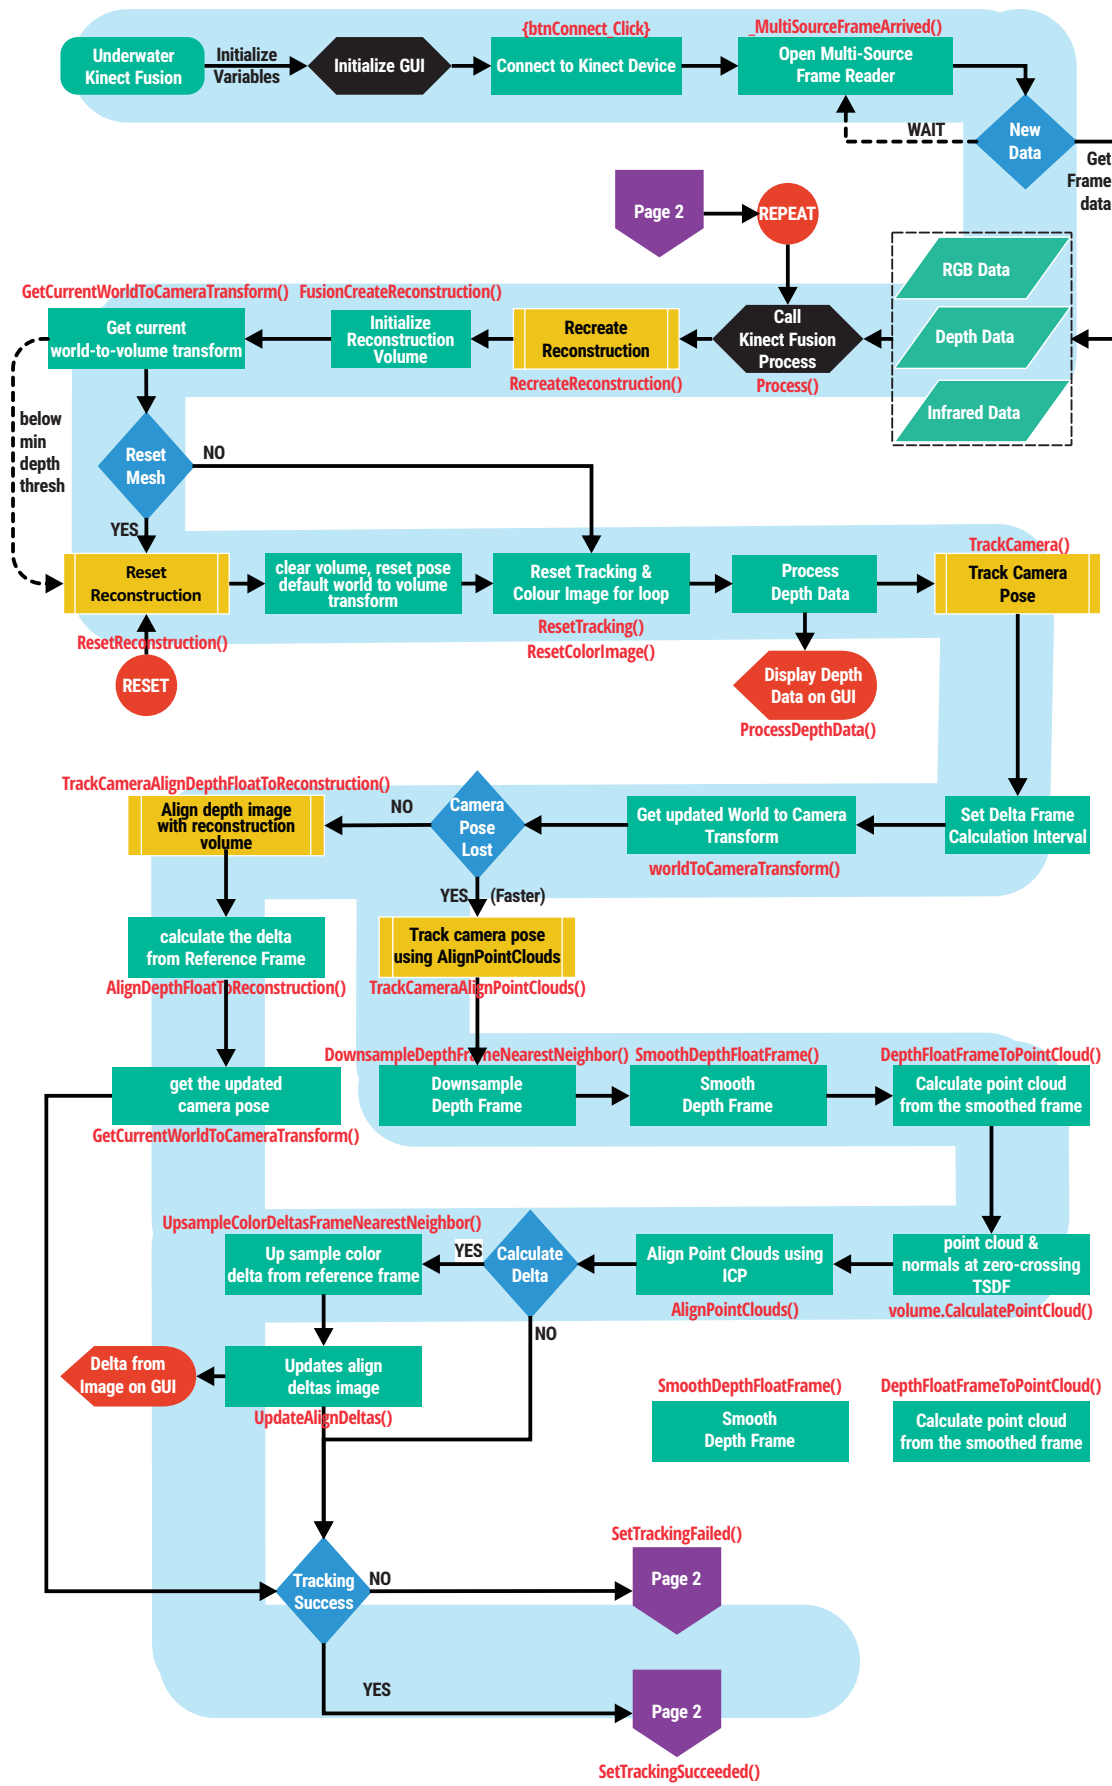 {btnConnect_Click}
_MultiSourceFrameArrived()
Underwater
Kinect Fusion
Initialize
Variables
Initialize GUI
Connect to Kinect Device
Open Multi-Source
Frame Reader
WAIT
New
Data
Get
Frame
data
Page 2
REPEAT
RGB Data
Depth Data
Infrared Data
GetCurrentWorldToCameraTransform()
FusionCreateReconstruction()
Get current
world-to-volume transform
Initialize
Reconstruction
Volume
Recreate
Reconstruction
RecreateReconstruction()
Call
Kinect Fusion
Process
Process()
below
min
depth
thresh
Reset
Mesh
NO
YES
Reset
Reconstruction
ResetReconstruction()
RESET
clear volume, reset pose
default world to volume
transform
Reset Tracking &
Colour Image for loop
ResetTracking()
ResetColorImage()
Process
Depth Data
Display Depth
Data on GUI
ProcessDepthData()
TrackCamera()
Track Camera
Pose
TrackCameraAlignDepthFloatToReconstruction()
Align depth image
with reconstruction
volume
NO
Camera
Pose
Lost
Get updated World to Camera
Transform
worldToCameraTransform()
Set Delta Frame
Calculation Interval
YES
(Faster)
calculate the delta
from Reference Frame
AlignDepthFloatToReconstruction()
Track camera pose
using AlignPointClouds
TrackCameraAlignPointClouds()
DownsampleDepthFrameNearestNeighbor()
SmoothDepthFloatFrame()
DepthFloatFrameToPointCloud()
get the updated
camera pose
GetCurrentWorldToCameraTransform()
Downsample
Depth Frame
Smooth
Depth Frame
Calculate point cloud
from the smoothed frame
UpsampleColorDeltasFrameNearestNeighbor()
Up sample color
delta from reference frame
YES
Calculate
Delta
Align Point Clouds using
ICP
AlignPointClouds()
point cloud &
normals at zero-crossing
TSDF
volume.CalculatePointCloud()
NO
Delta from
Image on GUI
Updates align
deltas image
UpdateAlignDeltas()
SmoothDepthFloatFrame()
Smooth
Depth Frame
DepthFloatFrameToPointCloud()
Calculate point cloud
from the smoothed frame
SetTrackingFailed()
Tracking
Success
NO
Page 2
YES
Page 2
SetTrackingSucceeded()